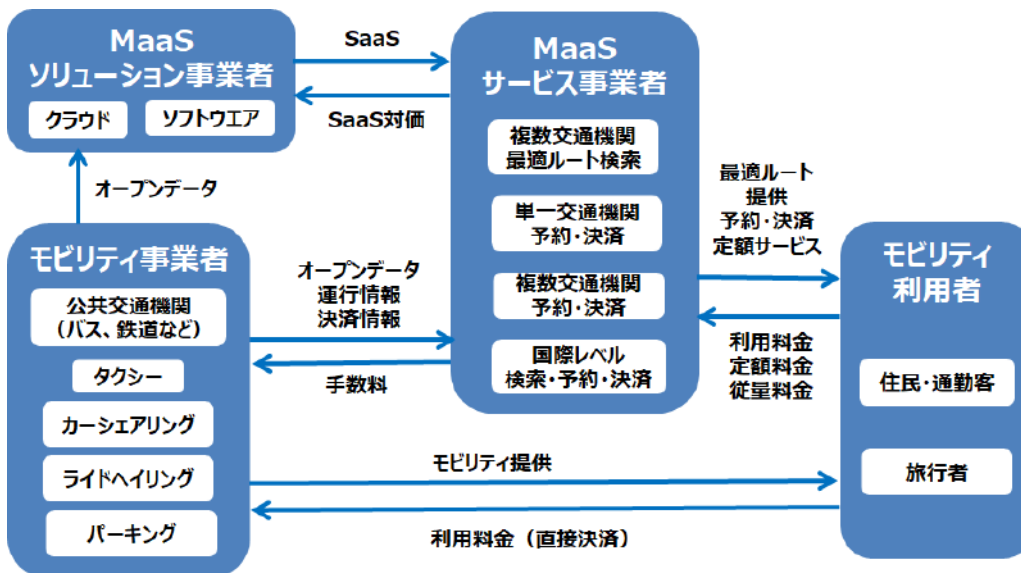 MaaS
ソリューション事業者
クラウド
ソフトウエア
SaaS
SaaS対価
MaaS
サービス事業者
複数交通機関
最適ルート検索
単一交通機関
予約・決済
複数交通機関
予約・決済
国際レベル
検索・予約・決済
オープンデータ
モビリティ事業者
公共交通機関
（バス、鉄道など）
タクシー
カーシェアリング
ライドヘイリング
パーキング
オープンデータ
運行情報
決済情報
手数料
最適ルート
提供
予約・決済
定額サービス
利用料金
定額料金
従量料金
モビリティ
利用者
住民・通勤客
旅行者
モビリティ提供
利用料金（直接決済）